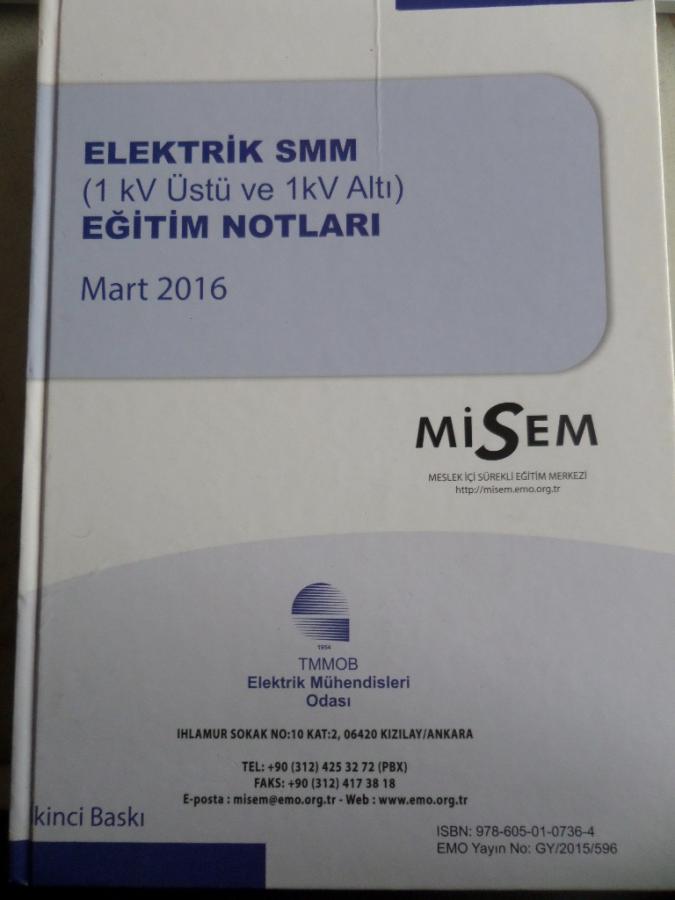 ELEKTRİK SMM
(1 kV Üstü ve 1kV Altı)
EĞİTİM NOTLARI
Mart 2016
MİSEM
MESLEK İÇİ SÜREKLİ EĞİTİM MERKEZİ
http://misem.emo.org.tr
1954
TMMOB
Elektrik Mühendisleri
Odası
IHLAMUR SOKAK NO:10 KAT:2, 06420 KIZILAY/ANKARA
TEL: +90 (312) 425 32 72 (PBX)
FAKS: +90 (312) 417 38 18
E-posta : misem@emo.org.tr - Web : www.emo.org.tr
kinci Baskı
ISBN: 978-605-01-0736-4
EMO Yayın No: GY/2015/596